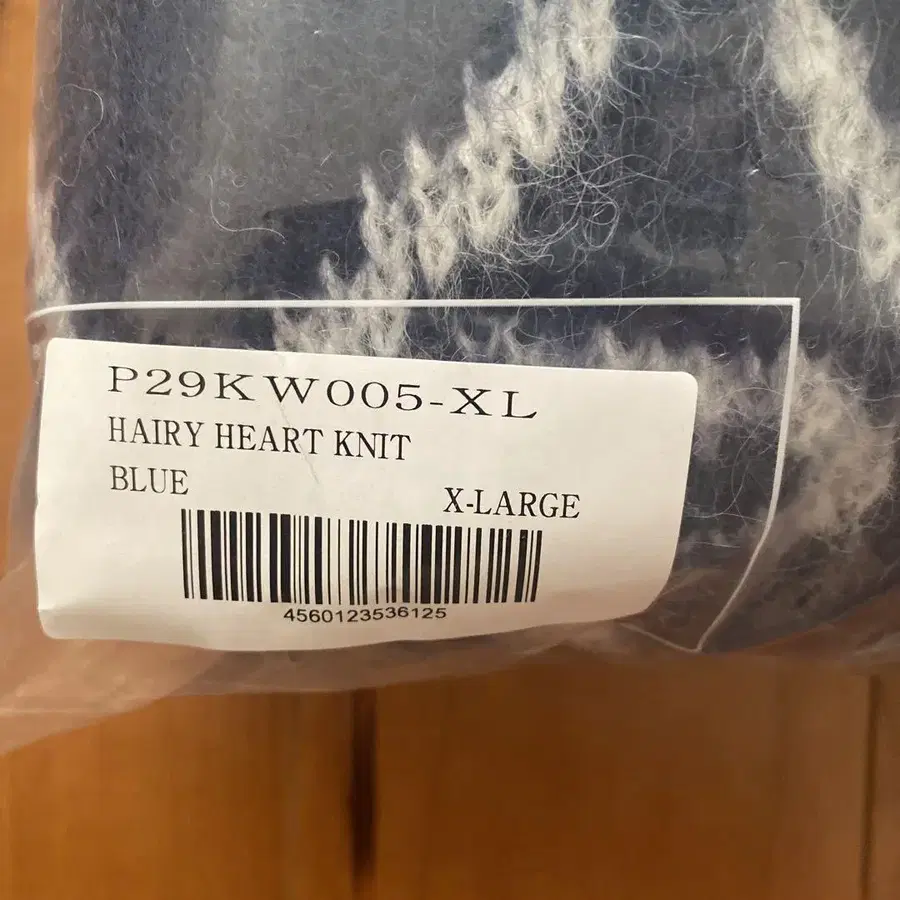 P29KW005-XL
HAIRY HEART KNIT
BLUE
X-LARGE
4560123536125